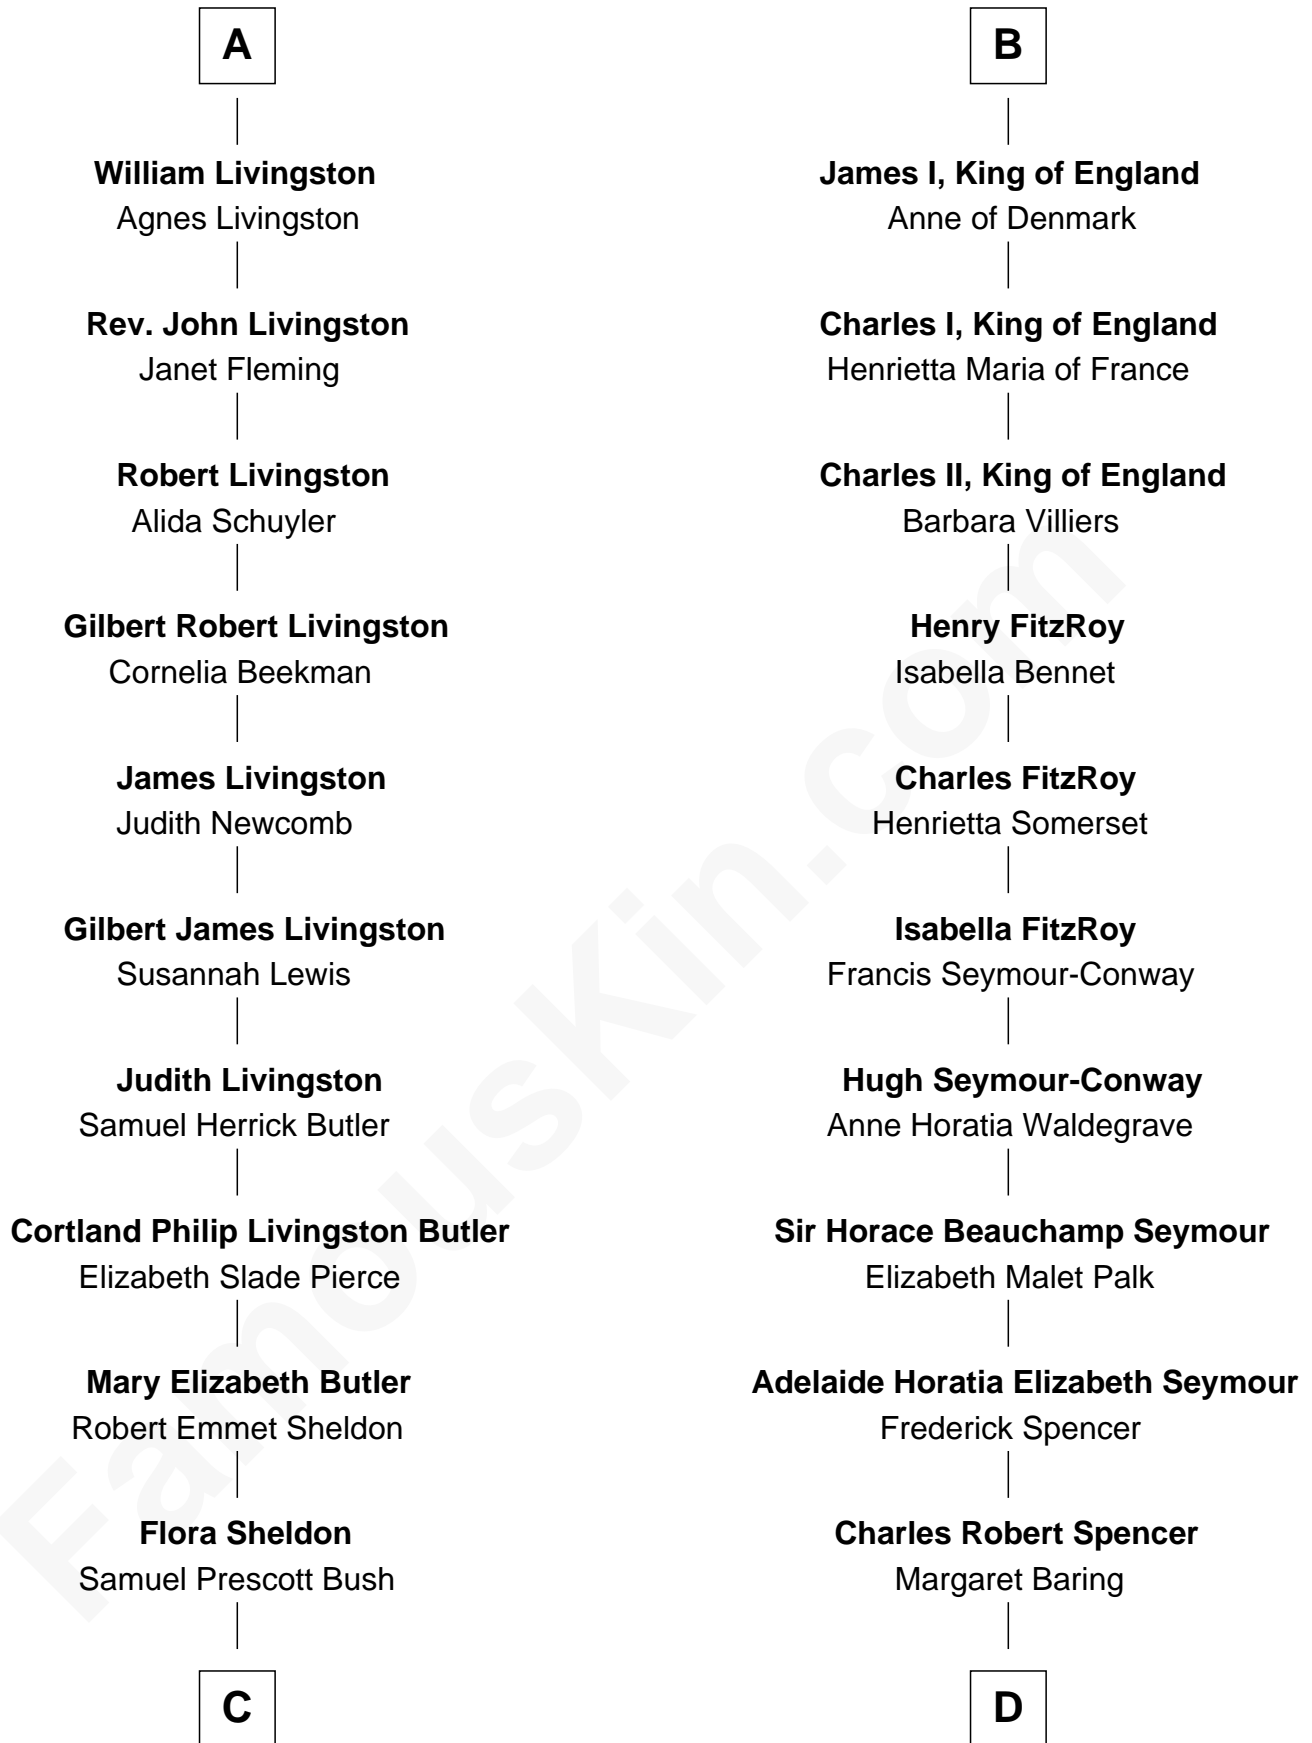 A
William Livingston
Agnes Livingston
Rev. John Livingston
Janet Fleming
Robert Livingston
Alida Schuyler
Gilbert Robert Livingston
Cornelia Beekman
James Livingston
Judith Newcomb
Gilbert James Livingston
Susannah Lewis
Judith Livingston
Samuel Herrick Butler
Cortland Philip Livingston Butler
Elizabeth Slade Pierce
Mary Elizabeth Butler
Robert Emmet Sheldon
Flora Sheldon
Samuel Prescott Bush
C
B
James I, King of England
Anne of Denmark
Charles I, King of England
Henrietta Maria of France
Charles II, King of England
Barbara Villiers
Henry FitzRoy
Isabella Bennet
Charles FitzRoy
Henrietta Somerset
Isabella FitzRoy
Francis Seymour-Conway
Hugh Seymour-Conway
Anne Horatia Waldegrave
Sir Horace Beauchamp Seymour
Elizabeth Malet Palk
Adelaide Horatia Elizabeth Seymour
Frederick Spencer
Charles Robert Spencer
Margaret Baring
D
FamousKin.com